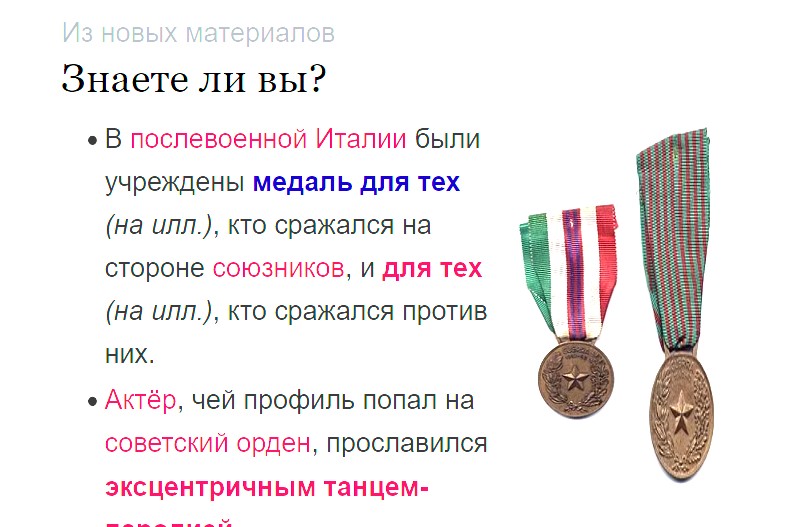 Из новых материалов
Знаете ли вы?
• В послевоенной Италии были
учреждены медаль для тех
(на илл.), кто сражался на
стороне союзников, и для тех
(на илл.), кто сражался против
них.
• Актёр, чей профиль попал на
советский орден, прославился
эксцентричным танцем-
пародией